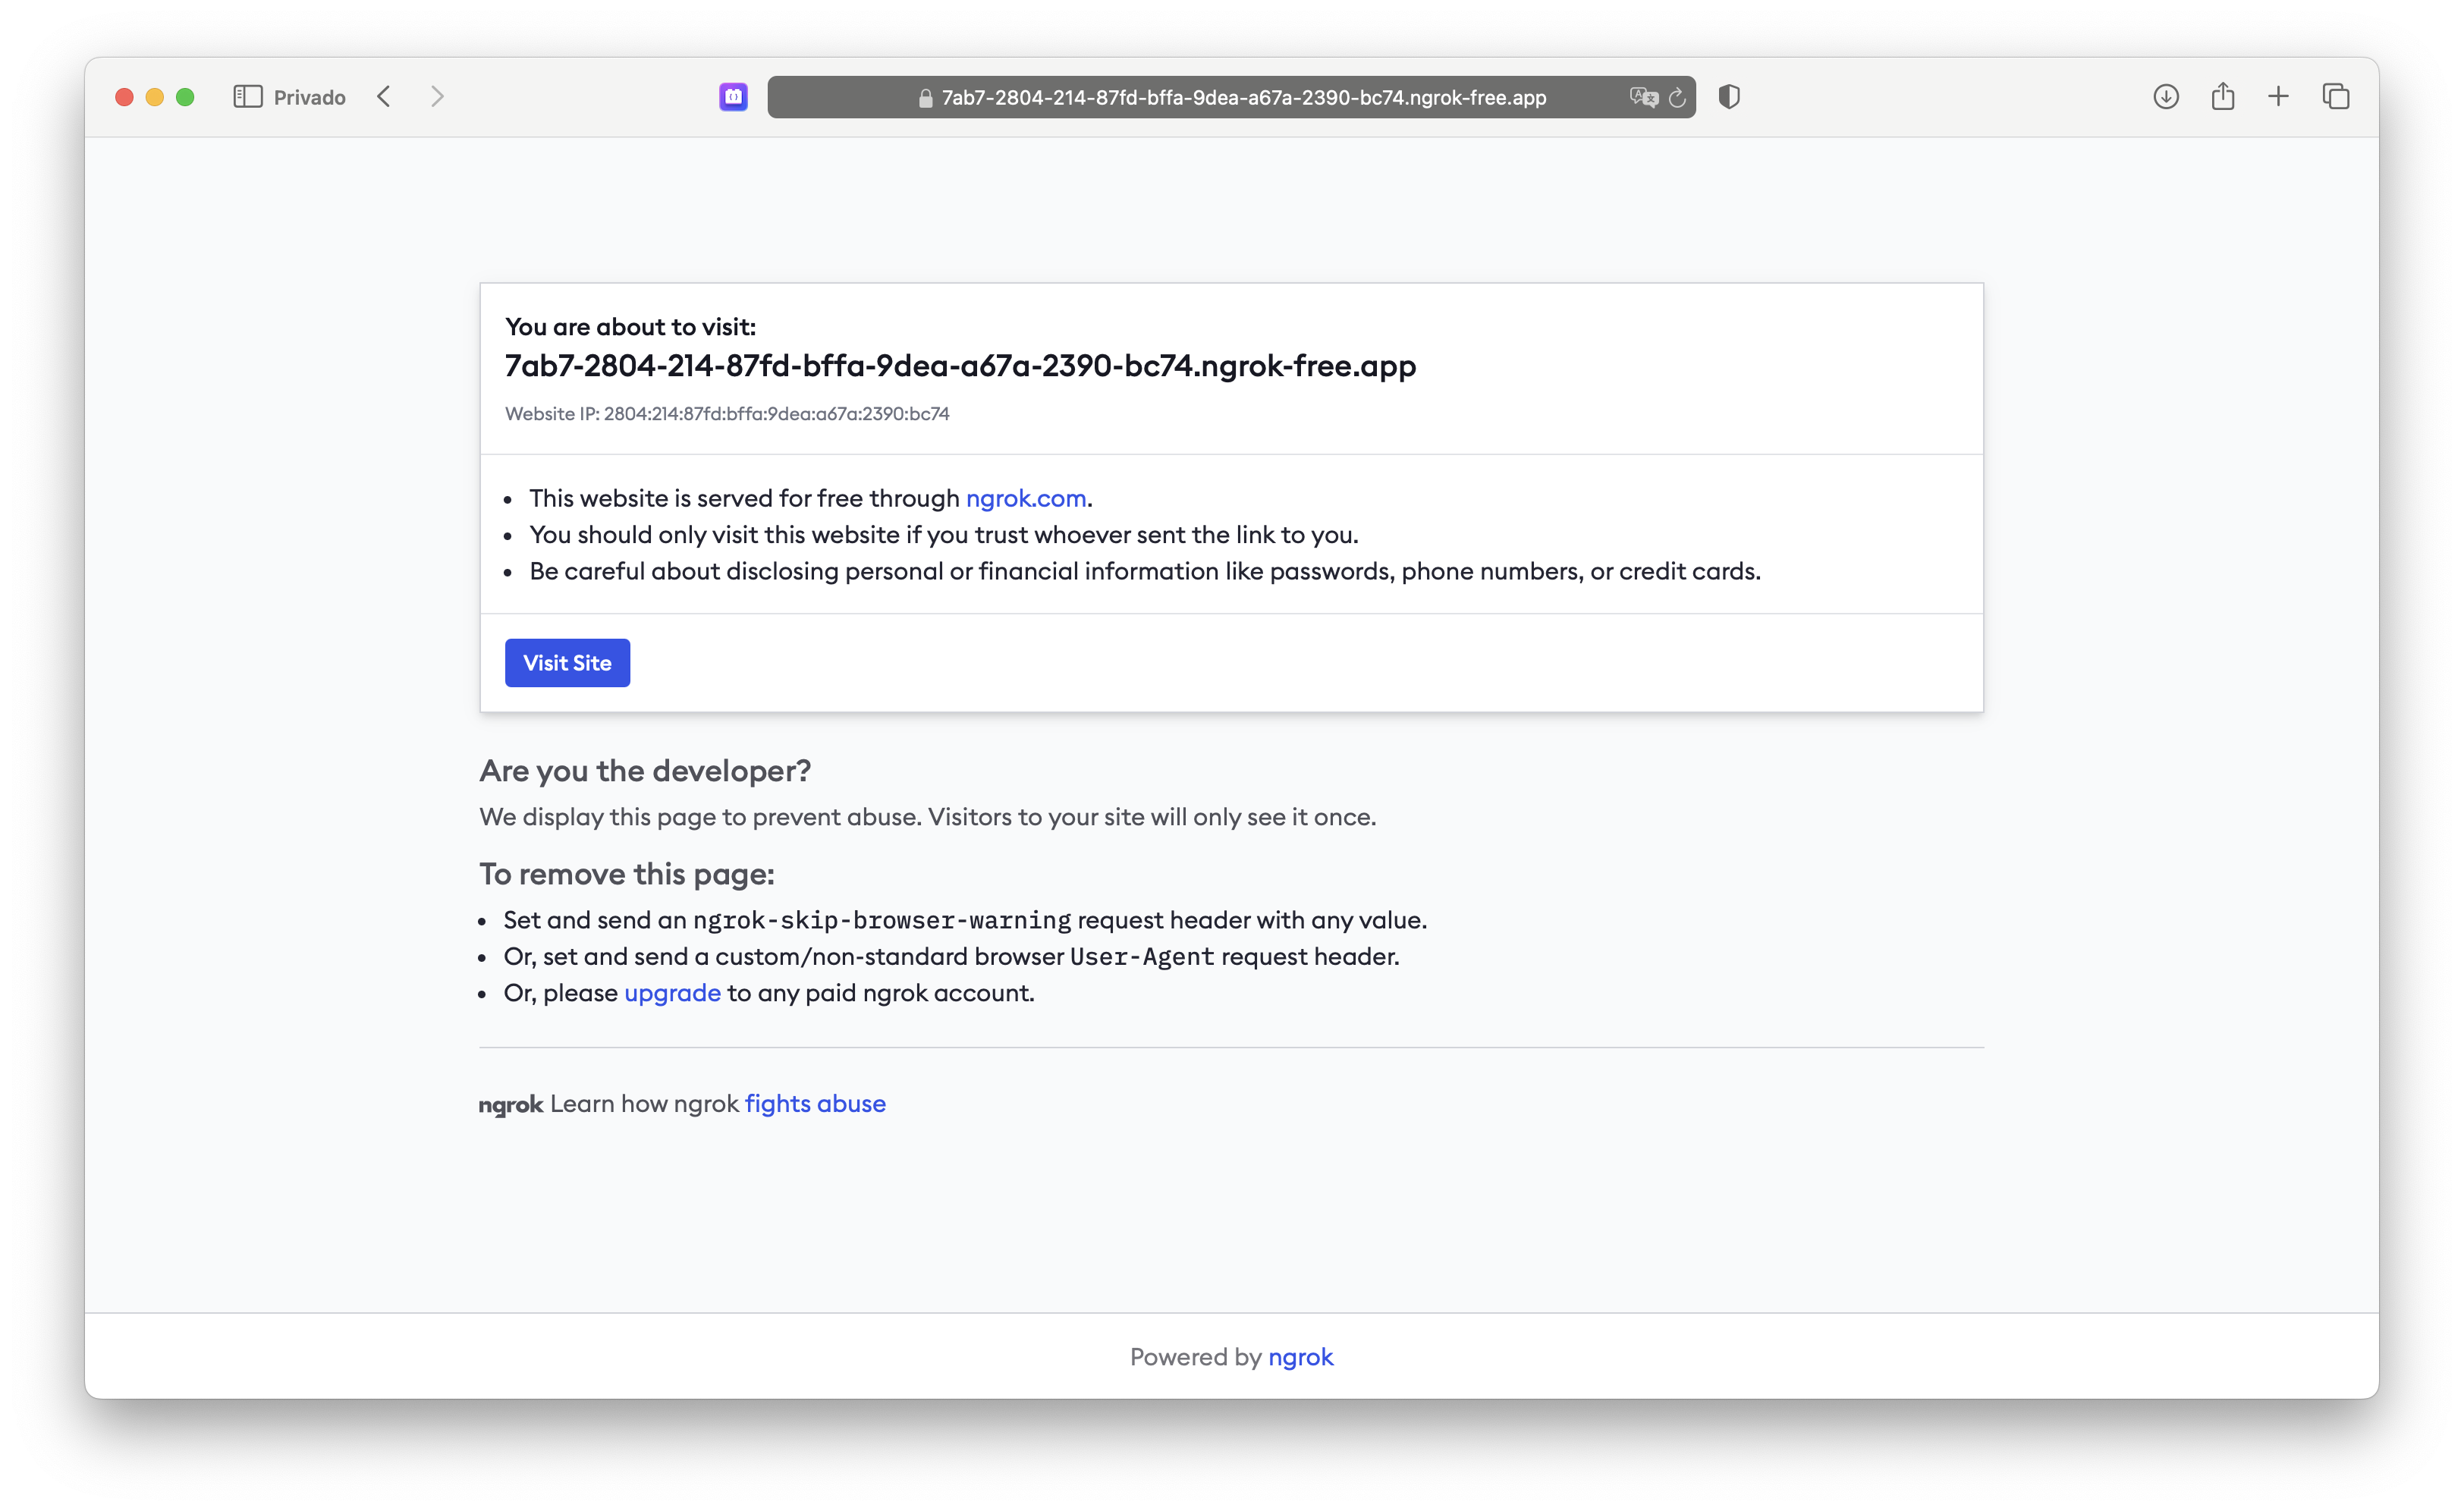 Privado
7ab7-2804-214-87fd-bffa-9dea-a67a-2390-bc74.ngrok-free.app
You are about to visit:
7ab7-2804-214-87fd-bffa-9dea-a67a-2390-bc74.ngrok-free.app
Website IP: 2804:214:87fd:bffa:9dea:a67a:2390:bc74
This website is served for free through ngrok.com.
You should only visit this website if you trust whoever sent the link to you.
Be careful about disclosing personal or financial information like passwords, phone numbers, or credit cards.
Visit Site
Are you the developer?
We display this page to prevent abuse. Visitors to your site will only see it once.
To remove this page:
Set and send an ngrok-skip-browser-warning request header with any value.
Or, set and send a custom/non-standard browser User-Agent request header.
Or, please upgrade to any paid ngrok account.
ngrok Learn how ngrok fights abuse
Powered by ngrok